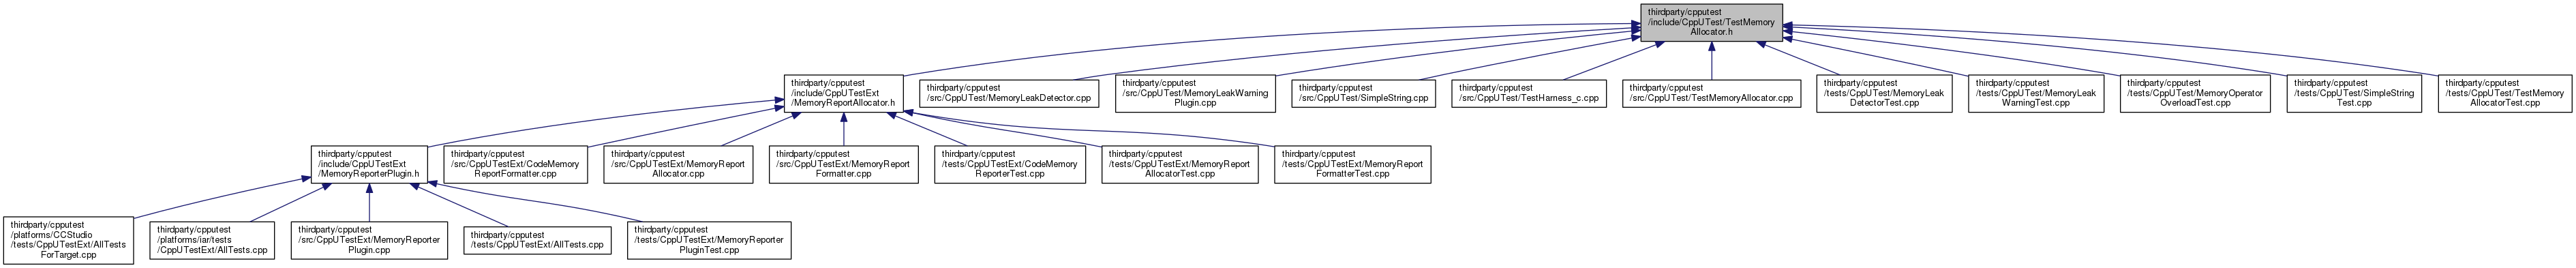 thirdparty/cpputest
/include/CppUTest/TestMemory
Allocator.h
thirdparty/cpputest
/include/CppUTestExt
/MemoryReportAllocator.h
thirdparty/cpputest
/src/CppUTest/MemoryLeakDetector.cpp
thirdparty/cpputest
/src/CppUTest/MemoryLeakWarning
Plugin.cpp
thirdparty/cpputest
/src/CppUTest/SimpleString.cpp
thirdparty/cpputest
/src/CppUTest/TestHarness_c.cpp
thirdparty/cpputest
/src/CppUTest/TestMemoryAllocator.cpp
thirdparty/cpputest
/tests/CppUTest/MemoryLeak
DetectorTest.cpp
thirdparty/cpputest
/tests/CppUTest/MemoryLeak
WarningTest.cpp
thirdparty/cpputest
/tests/CppUTest/MemoryOperator
OverloadTest.cpp
thirdparty/cpputest
/tests/CppUTest/SimpleString
Test.cpp
thirdparty/cpputest
/tests/CppUTest/TestMemory
AllocatorTest.cpp
thirdparty/cpputest
/include/CppUTestExt
/MemoryReporterPlugin.h
thirdparty/cpputest
/src/CppUTestExt/CodeMemory
ReportFormatter.cpp
thirdparty/cpputest
/src/CppUTestExt/MemoryReport
Allocator.cpp
thirdparty/cpputest
/src/CppUTestExt/MemoryReport
Formatter.cpp
thirdparty/cpputest
/tests/CppUTestExt/CodeMemory
ReporterTest.cpp
thirdparty/cpputest
/tests/CppUTestExt/MemoryReport
AllocatorTest.cpp
thirdparty/cpputest
/tests/CppUTestExt/MemoryReport
FormatterTest.cpp
thirdparty/cpputest
/platforms/CCStudio
/tests/CppUTestExt/AllTests
ForTarget.cpp
thirdparty/cpputest
/platforms/iar/tests
/CppUTestExt/AllTests.cpp
thirdparty/cpputest
/src/CppUTestExt/MemoryReporter
Plugin.cpp
thirdparty/cpputest
/tests/CppUTestExt/AllTests.cpp
thirdparty/cpputest
/tests/CppUTestExt/MemoryReporter
PluginTest.cpp